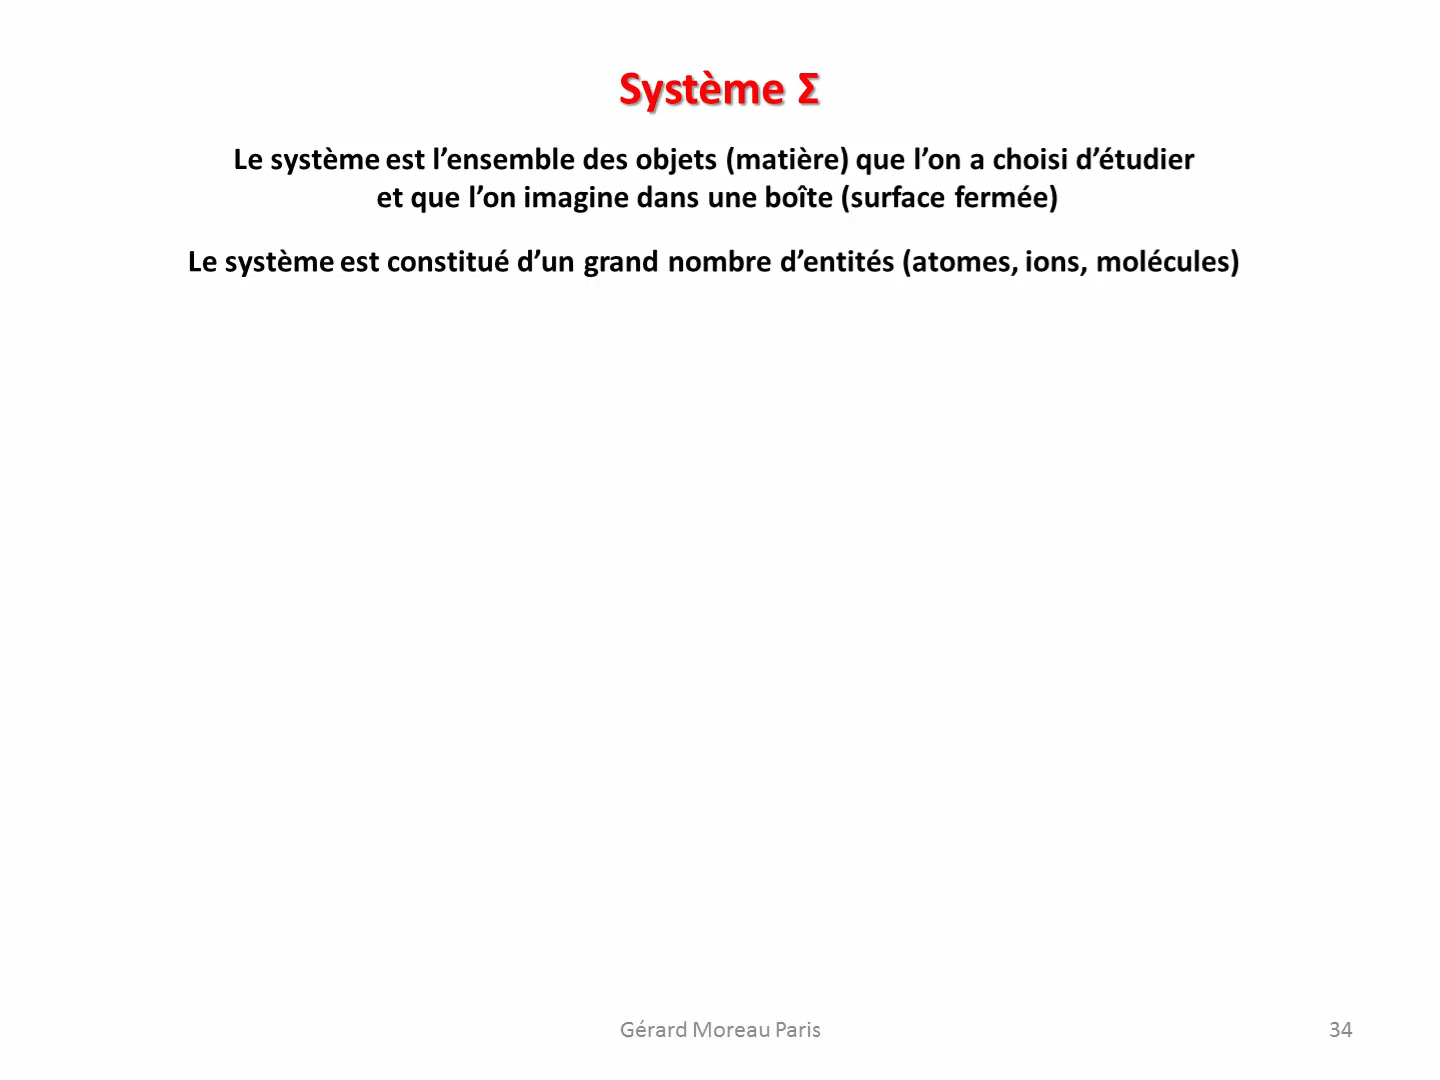 Système Σ
Le système est l’ensemble des objets (matière) que l’on a choisi d’étudier
et que l’on imagine dans une boîte (surface fermée)
Le système est constitué d’un grand nombre d’entités (atomes, ions, molécules)
Gérard Moreau Paris
34